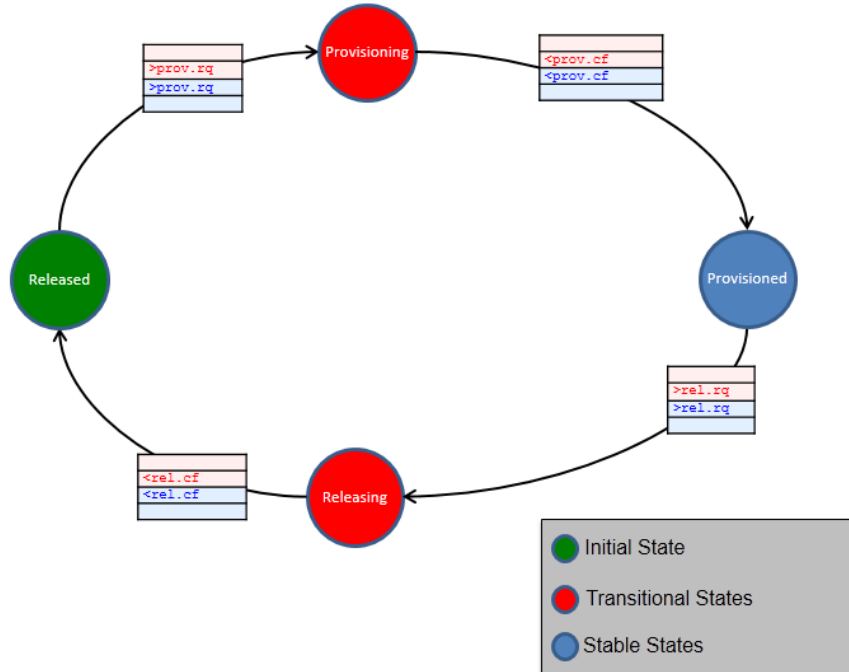 Provisioning
>prov.rq
>prov.rq
<prov.cf
<prov.cf
Released
Provisioned
>rel.rq
>rel.rq
<rel.cf
<rel.cf
Releasing
Initial State
Transitional States
Stable States